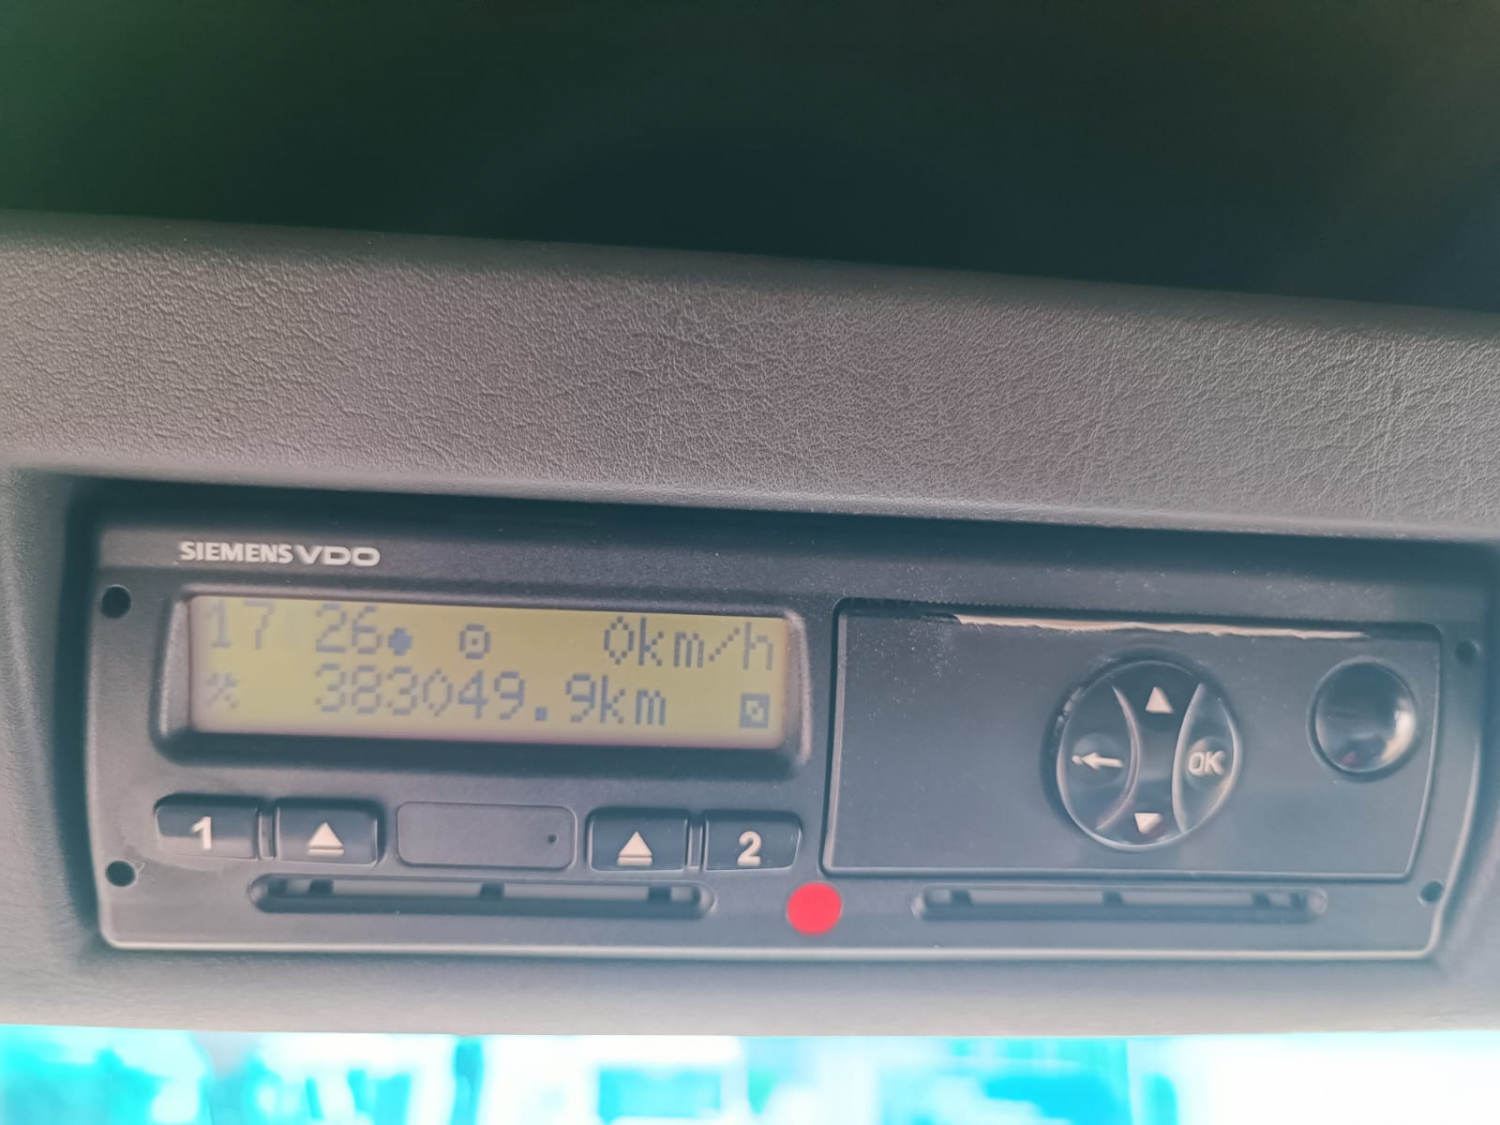 SIEMENS VDO
17 26 0km/h
383049.9km
1 2
OK